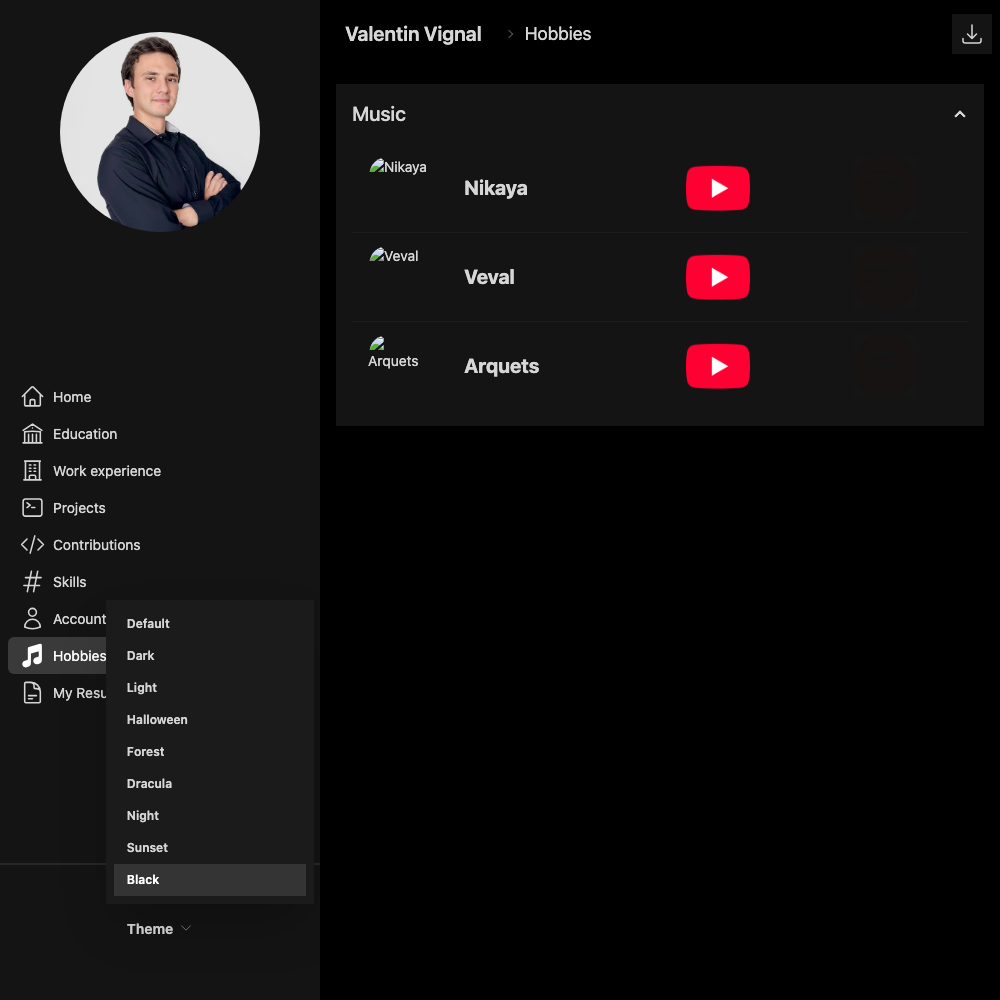 Valentin Vignal
Hobbies
Music
Nikaya
Nikaya
Veval
Veval
Arquets
Arquets
Home
Education
Work experience
Projects
Contributions
Skills
Account
Hobbies
My Resu
Default
Dark
Light
Halloween
Forest
Dracula
Night
Sunset
Black
Theme